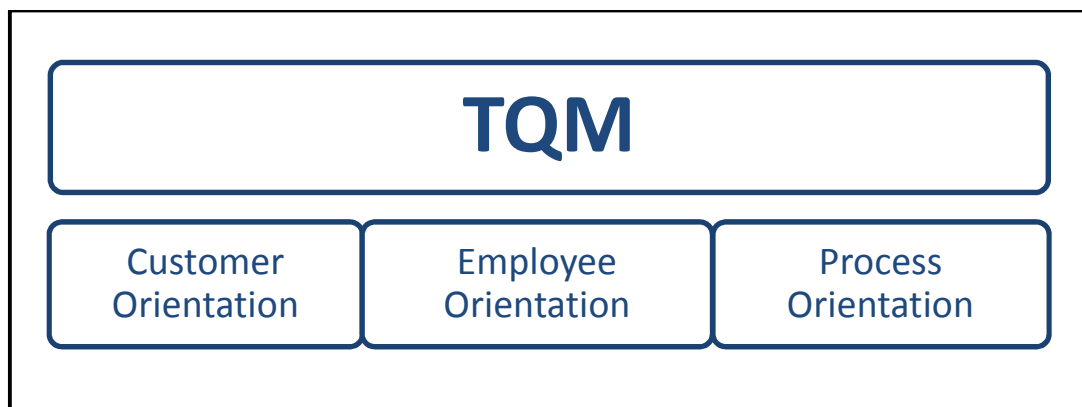 TQM
Customer
Orientation
Employee
Orientation
Process
Orientation